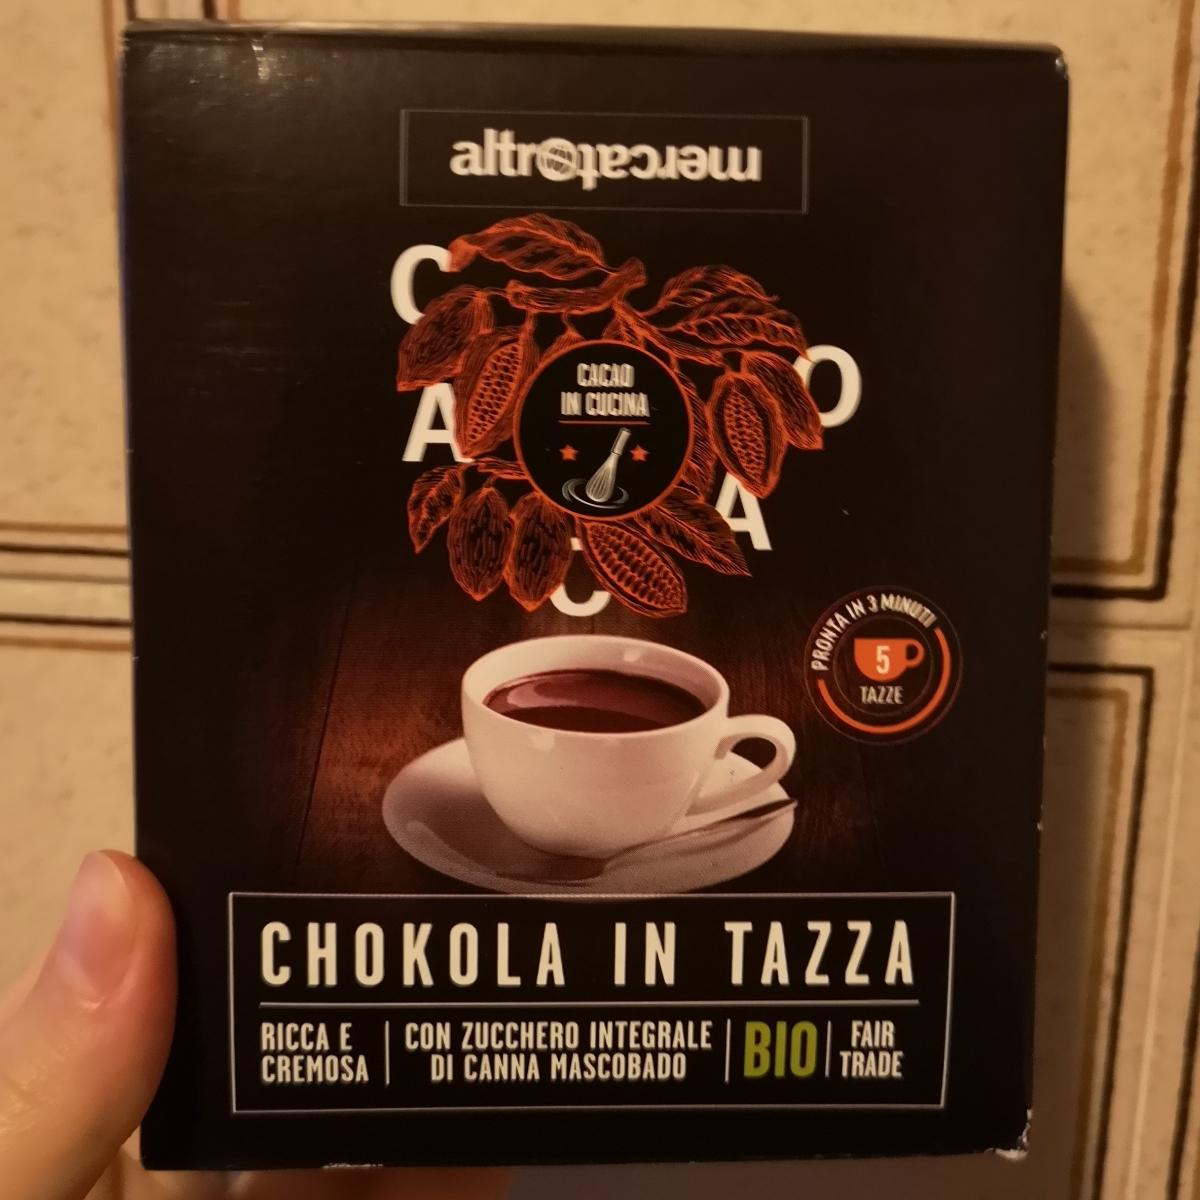 altromercato
C
A
C
A
O
CACAO
IN CUCINA
PRONTA IN 3 MINUTI
5
TAZZE
CHOKOLA IN TAZZA
RICCA E
CREMOSA
CON ZUCCHERO INTEGRALE
DI CANNA MASCOBADO
BIO
FAIR
TRADE